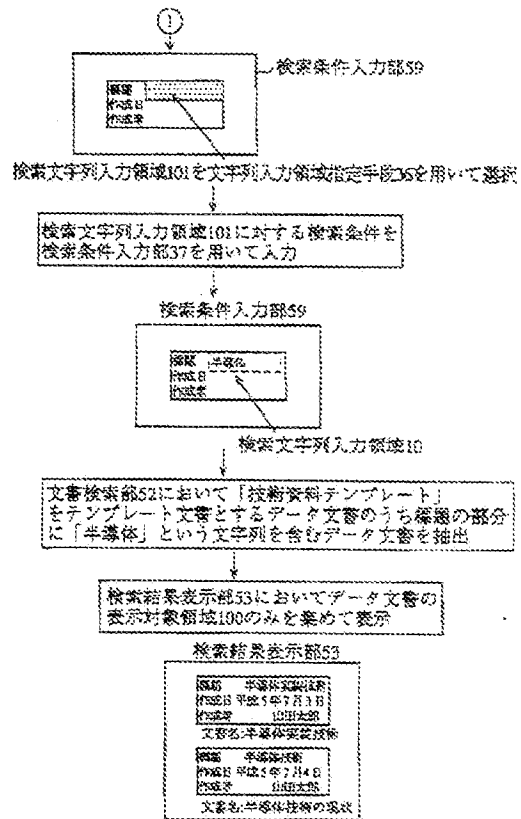 1
検索条件入力部59
標題
作成日
作成者
検索文字列入力領域101を文字列入力領域指定手段36を用いて選択
検索文字列入力領域101に対する検索条件を
検索条件入力部37を用いて入力
検索条件入力部59
標題 半導体
作成日
作成者
検索文字列入力領域10
文書検索部52において「技術資料テンプレート」
をテンプレート文書とするデータ文書のうち標題の部分
に「半導体」という文字列を含むデータ文書を抽出
検索結果表示部53においてデータ文書の
表示対象領域100のみを集めて表示
検索結果表示部53
標題 半導体実装技術
作成日 平成5年7月1日
作成者 山田太郎
文書名:半導体実装技術
標題 半導体技術
作成日 平成5年7月4日
作成者 山田太郎
文書名:半導体技術の現状